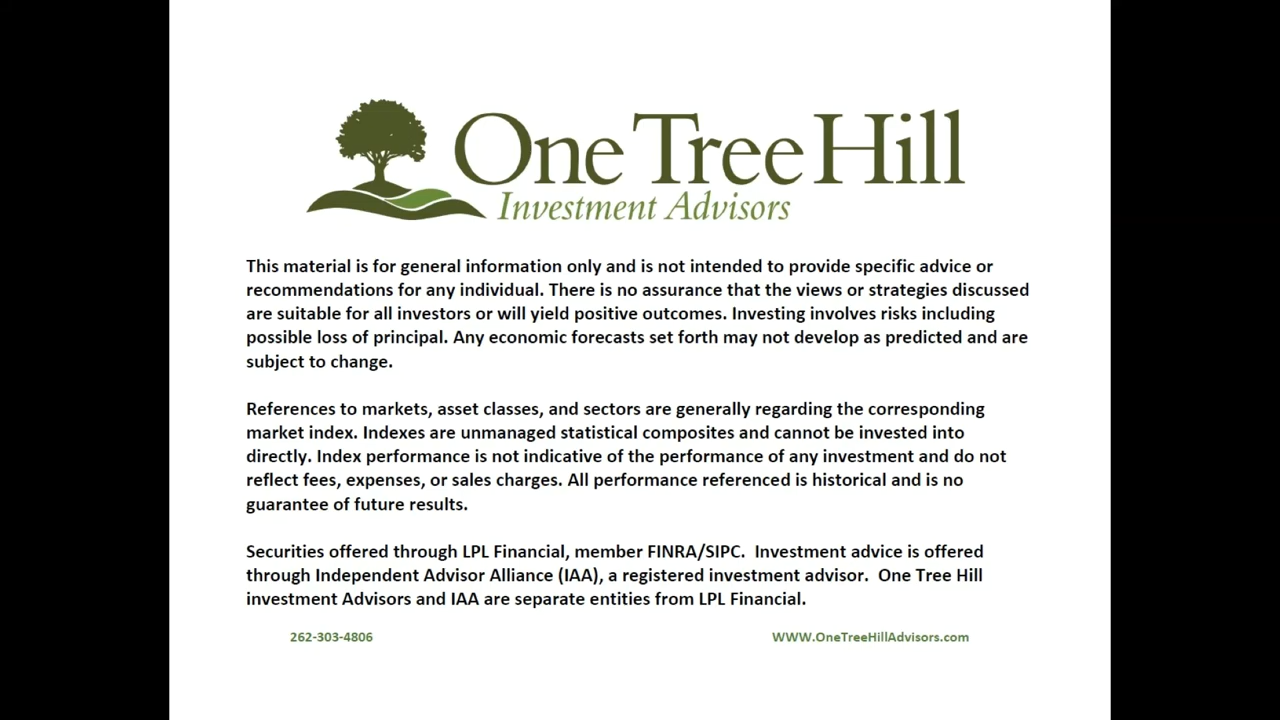 One Tree Hill
Investment Advisors
This material is for general information only and is not intended to provide specific advice or
recommendations for any individual. There is no assurance that the views or strategies discussed
are suitable for all investors or will yield positive outcomes. Investing involves risks including
possible loss of principal. Any economic forecasts set forth may not develop as predicted and are
subject to change.
References to markets, asset classes, and sectors are generally regarding the corresponding
market index. Indexes are unmanaged statistical composites and cannot be invested into
directly. Index performance is not indicative of the performance of any investment and do not
reflect fees, expenses, or sales charges. All performance referenced is historical and is no
guarantee of future results.
Securities offered through LPL Financial, member FINRA/SIPC.  Investment advice is offered
through Independent Advisor Alliance (IAA), a registered investment advisor.  One Tree Hill
investment Advisors and IAA are separate entities from LPL Financial.
262-303-4806
WWW.OneTreeHillAdvisors.com